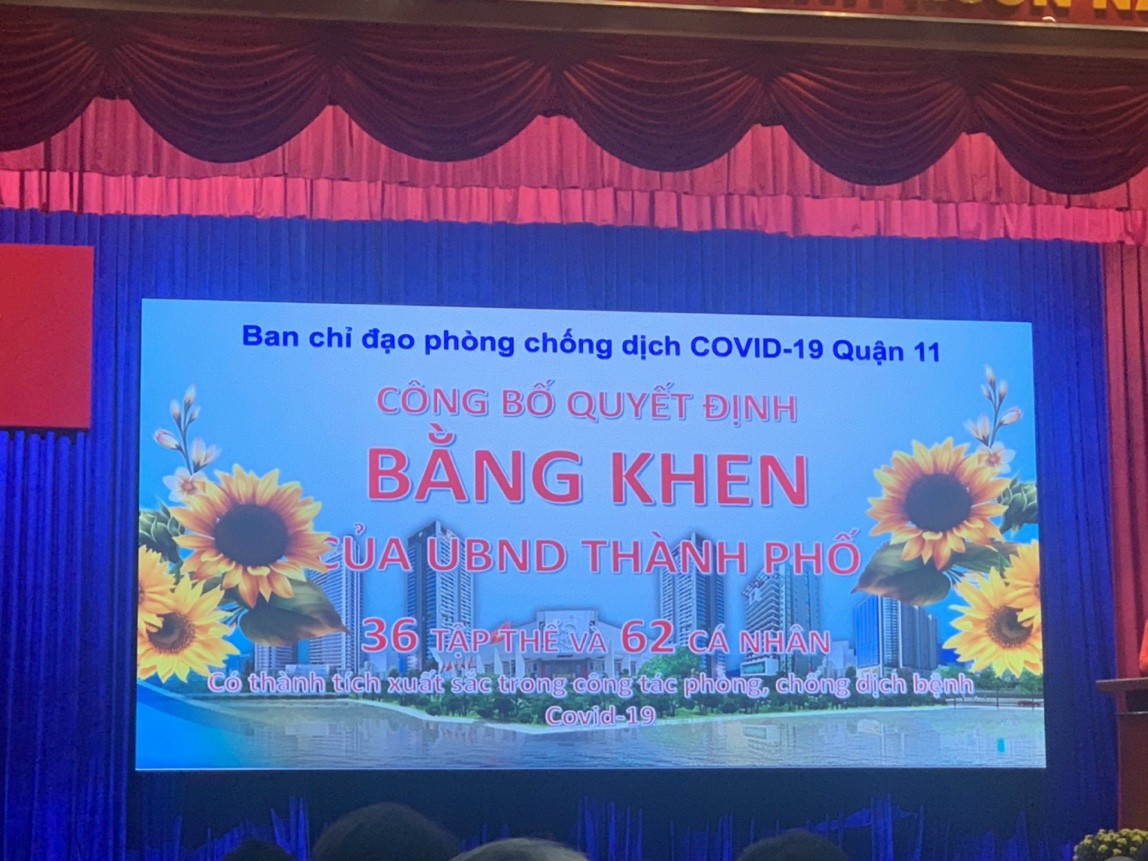 Ban chỉ đạo phòng chống dịch COVID-19 Quận 11
CÔNG BỐ QUYẾT ĐỊNH
BẰNG KHEN
CỦA UBND THÀNH PHỐ
36 TẬP THỂ VÀ 62 CÁ NHÂN
Có thành tích xuất sắc trong công tác phòng, chống dịch bệnh
Covid-19